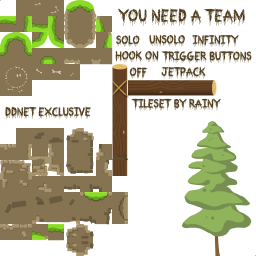 YOU NEED A TEAM
SOLO UNSOLO INFINITY
HOOK ON TRIGGER BUTTONS
OFF JETPACK
TILESET BY RAINY
DDNET EXCLUSIVE